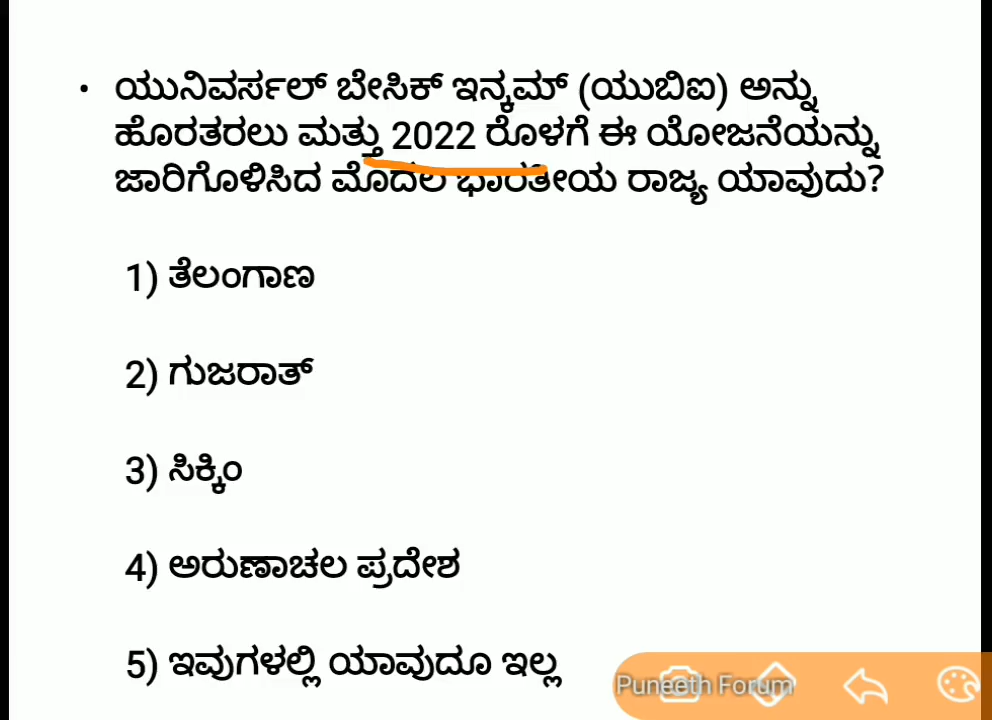 • ಯುನಿವರ್ಸಲ್ ಬೇಸಿಕ್ ಇನ್ಕಮ್ (ಯುಬಿಐ) ಅನ್ನು
ಹೊರತರಲು ಮತ್ತು 2022 ರೊಳಗೆ ಈ ಯೋಜನೆಯನ್ನು
ಜಾರಿಗೊಳಿಸಿದ ಮೊದಲ ಭಾರತೀಯ ರಾಜ್ಯ ಯಾವುದು?
1) ತೆಲಂಗಾಣ
2) ಗುಜರಾತ್
3) ಸಿಕ್ಕಿಂ
4) ಅರುಣಾಚಲ ಪ್ರದೇಶ
5) ಇವುಗಳಲ್ಲಿ ಯಾವುದೂ ಇಲ್ಲ
Puneeth Forum